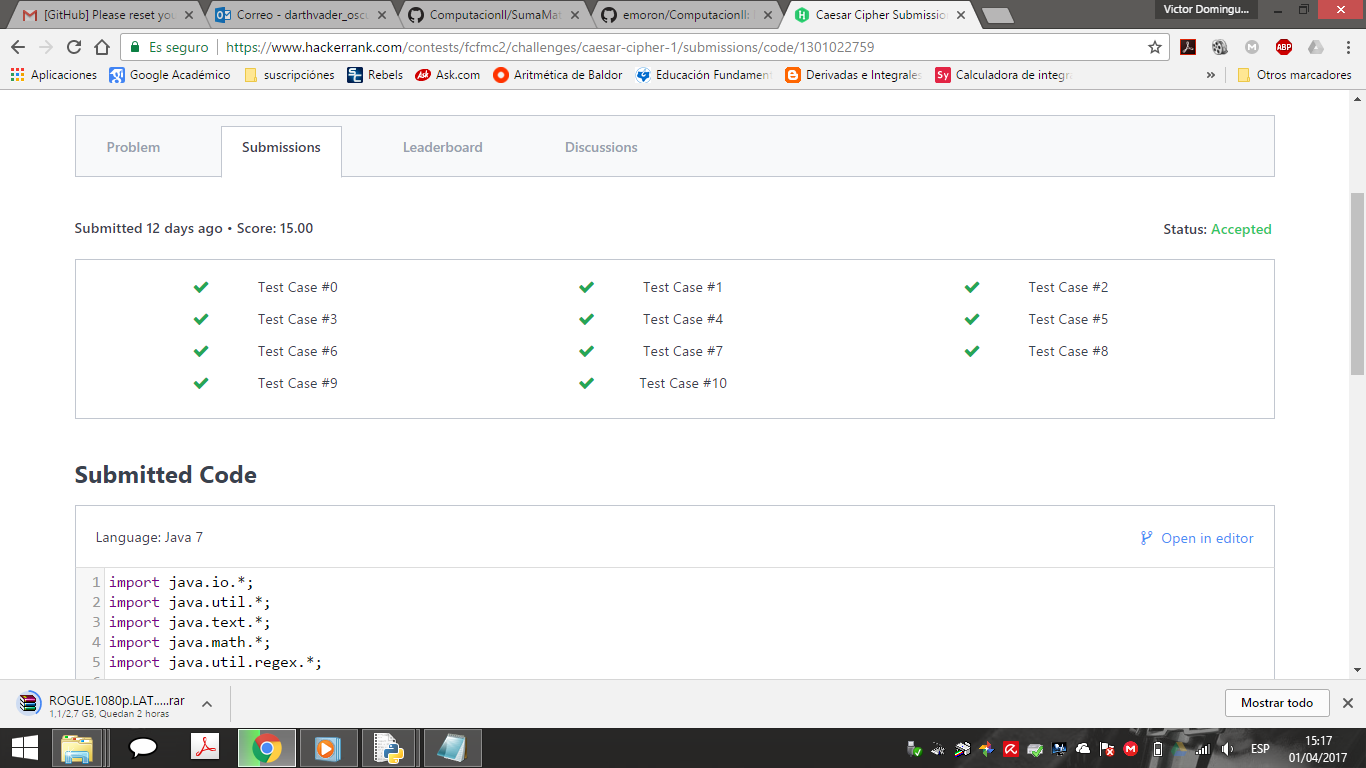 [GitHub] Please reset you
Correo - darthvader_osc
ComputacionII/SumaMat
emoron/ComputacionII:
Caesar Cipher Submission
Victor Domingu...
Es seguro
https://www.hackerrank.com/contests/fcfmc2/challenges/caesar-cipher-1/submissions/code/1301022759
ABP
Aplicaciones
Google Académico
suscripciónes
Rebels
Ask.com
Aritmética de Baldor
Educación Fundamen
Derivadas e Integrales
Sy Calculadora de integra
»
Otros marcadores
Problem
Submissions
Leaderboard
Discussions
Submitted 12 days ago • Score: 15.00
Status: Accepted
Test Case #0
Test Case #1
Test Case #2
Test Case #3
Test Case #4
Test Case #5
Test Case #6
Test Case #7
Test Case #8
Test Case #9
Test Case #10
Submitted Code
Language: Java 7
Open in editor
1 import java.io.*;
2 import java.util.*;
3 import java.text.*;
4 import java.math.*;
5 import java.util.regex.*;
ROGUE.1080p.LAT.....rar
1,1/2,7 GB, Quedan 2 horas
Mostrar todo
ESP
15:17
01/04/2017